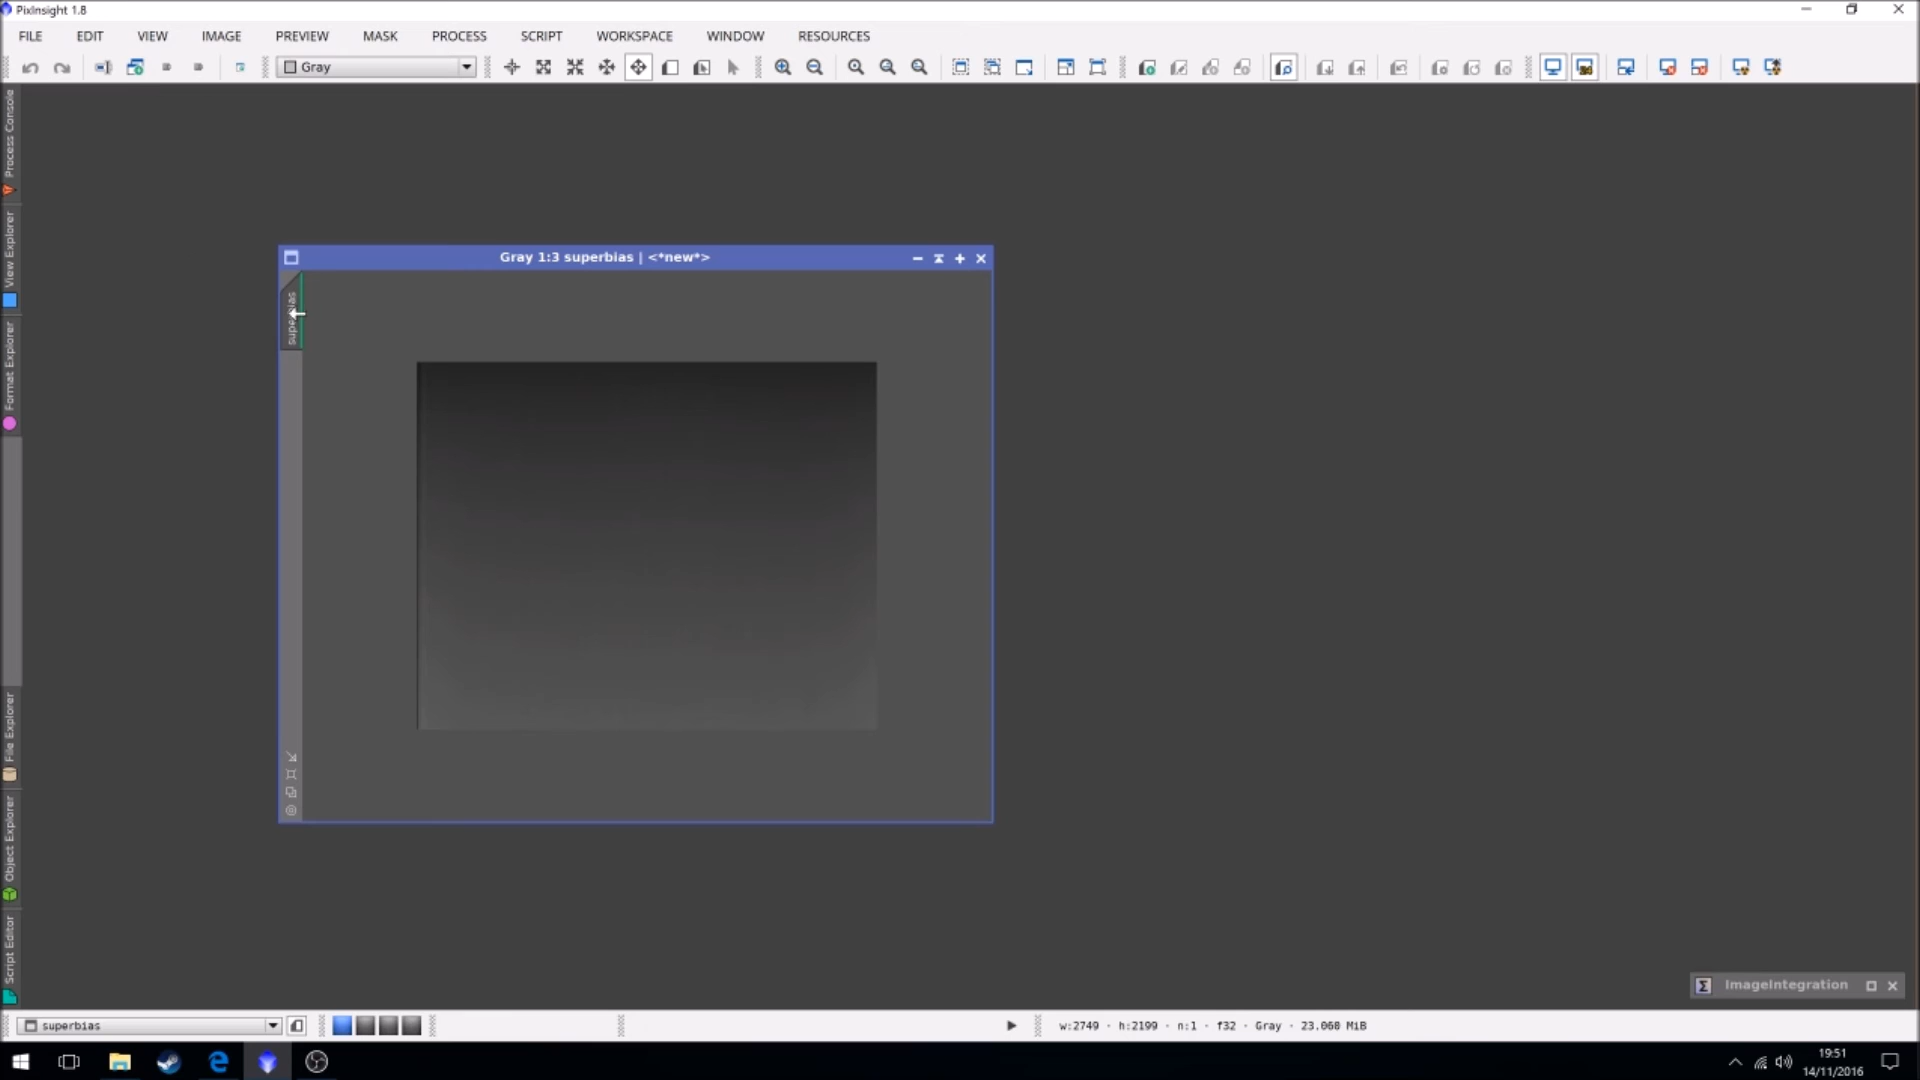 PixInsight 1.8
FILE EDIT VIEW IMAGE PREVIEW MASK PROCESS SCRIPT WORKSPACE WINDOW RESOURCES
Gray
Process Console
View Explorer
Format Explorer
File Explorer
Object Explorer
Script Editor
Gray 1:3 superbias | <*new*>
superbias
ImageIntegration
superbias
w:2749 · h:2199 · n:1 · f32 · Gray · 23.060 MiB
19:51
14/11/2016